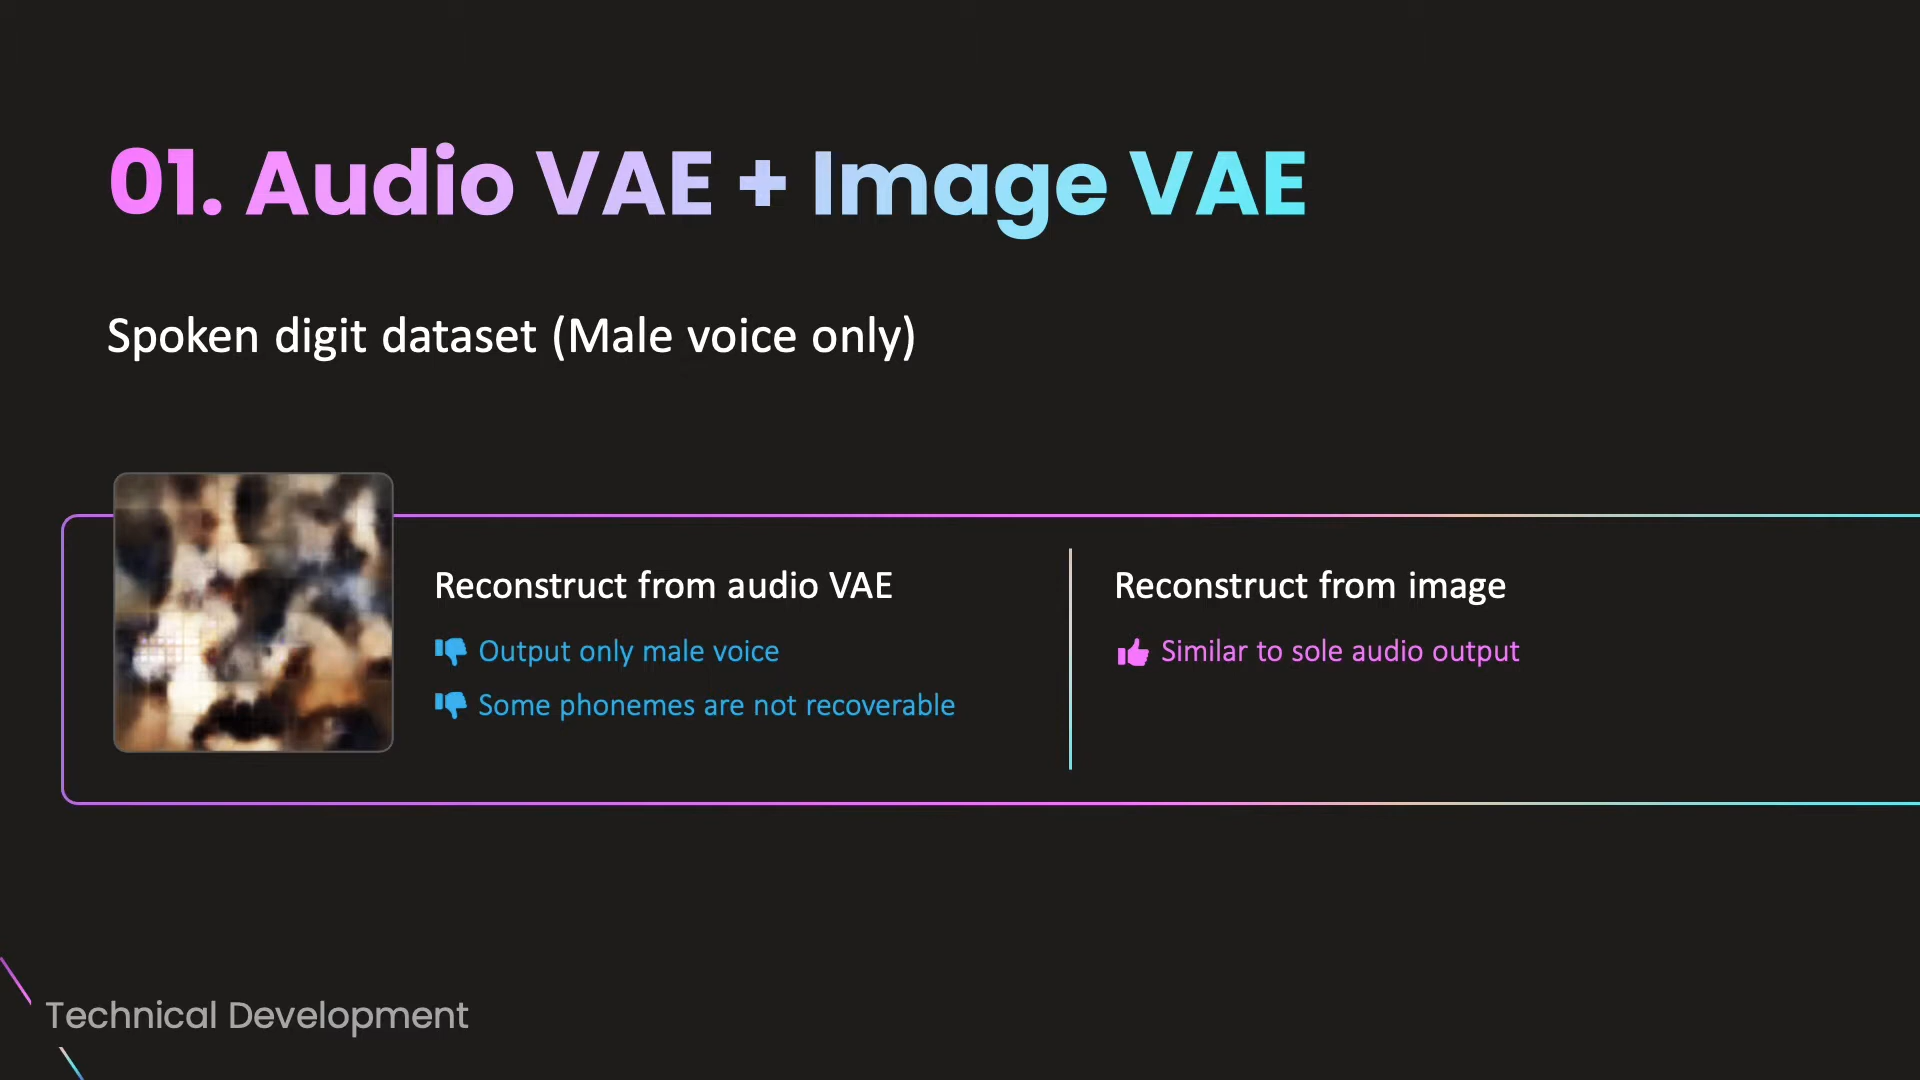 01. Audio VAE + Image VAE
Spoken digit dataset (Male voice only)
Reconstruct from audio VAE
Output only male voice
Some phonemes are not recoverable
Reconstruct from image
Similar to sole audio output
Technical Development